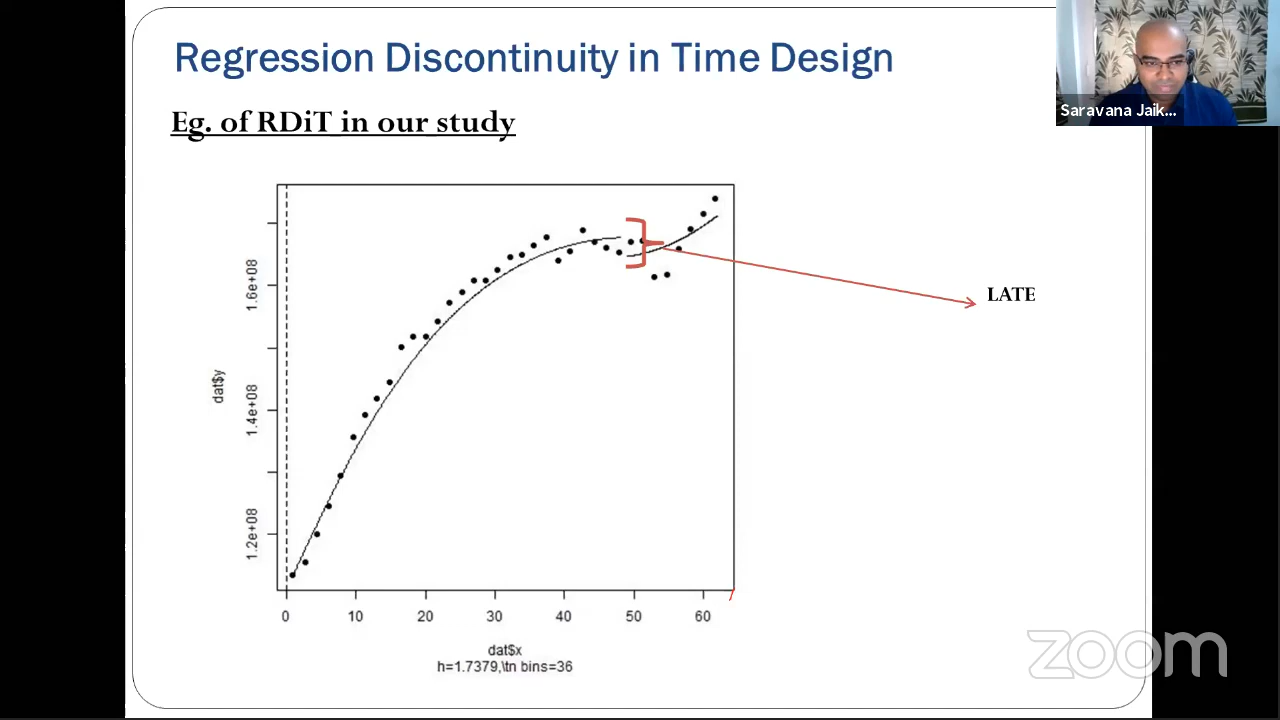 Regression Discontinuity in Time Design
Saravana Jaik...
Eg. of RDiT in our study
LATE
dat$y
1.6e+08
1.4e+08
1.2e+08
0 10 20 30 40 50 60
dat$x
h=1.7379,\tn bins=36
zoom